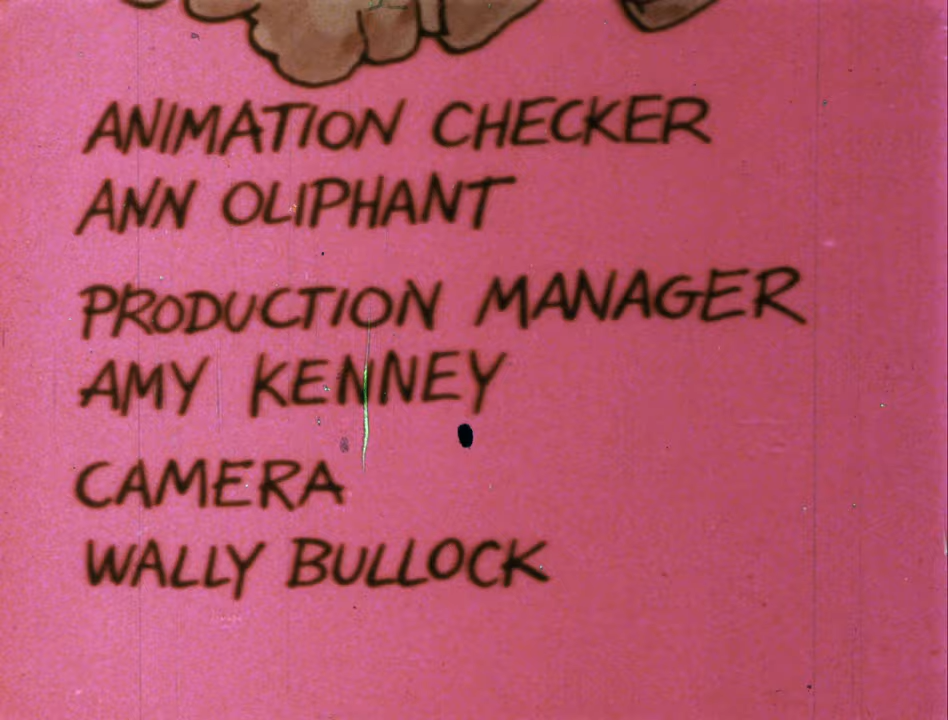 ANIMATION CHECKER
ANN OLIPHANT
PRODUCTION MANAGER
AMY KENNEY
CAMERA
WALLY BULLOCK